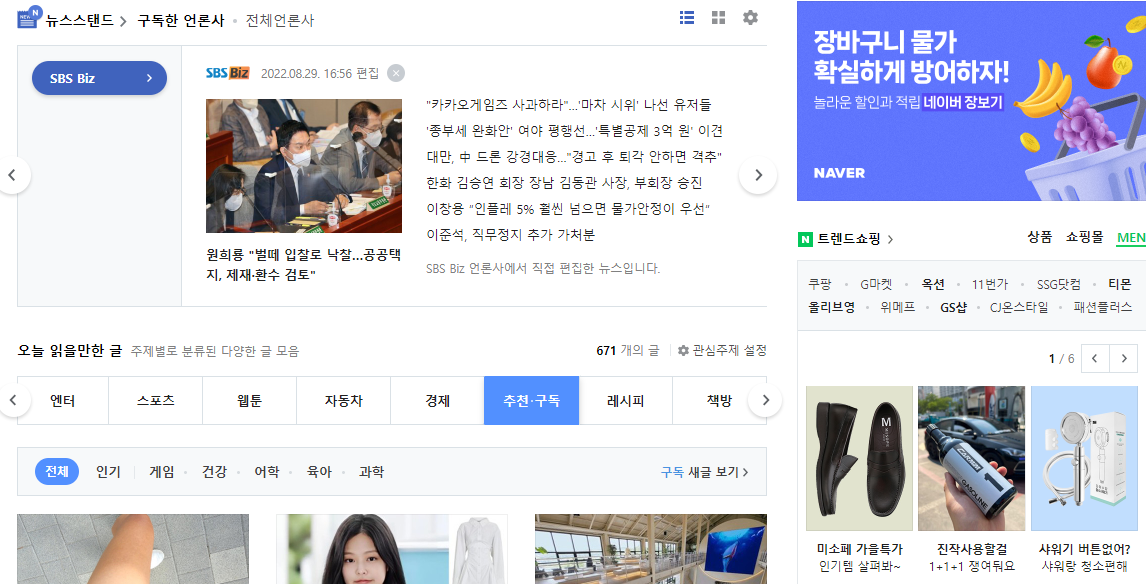 NEW N 뉴스스탠드 > 구독한 언론사 • 전체언론사
SBS Biz >
SBS Biz 2022.08.29. 16:56 편집
원희룡 "벌떼 입찰로 낙찰…공공택
지, 제재·환수 검토"
"카카오게임즈 사과하라"…'마차 시위' 나선 유저들
'종부세 완화안' 여야 평행선…'특별공제 3억 원' 이견
대만, 中 드론 강경대응…"경고 후 퇴각 안하면 격추"
한화 김승연 회장 장남 김동관 사장, 부회장 승진
이창용 "인플레 5% 훨씬 넘으면 물가안정이 우선"
이준석, 직무정지 추가 가처분
SBS Biz 언론사에서 직접 편집한 뉴스입니다.
오늘 읽을만한 글 주제별로 분류된 다양한 글 모음
671 개의 글 관심주제 설정
엔터 스포츠 웹툰 자동차 경제 추천·구독 레시피 책방
전체 인기 게임 • 건강 • 어학 • 육아 • 과학
구독 새글 보기 >
장바구니 물가
확실하게 방어하자!
놀라운 할인과 적립 네이버 장보기
NAVER
N 트렌드쇼핑 >
상품 쇼핑몰 MEN
쿠팡 • G마켓 • 옥션 • 11번가 • SSG닷컴 • 티몬
올리브영 • 위메프 • GS샵 • CJ온스타일 • 패션플러스
1 / 6 < >
M
CARZIN
GASOLINE
1
미소페 가을특가
인기템 살펴봐~
진작사용할걸
1+1+1 쟁여둬요
샤워기 버튼없어?
샤워랑 청소편해